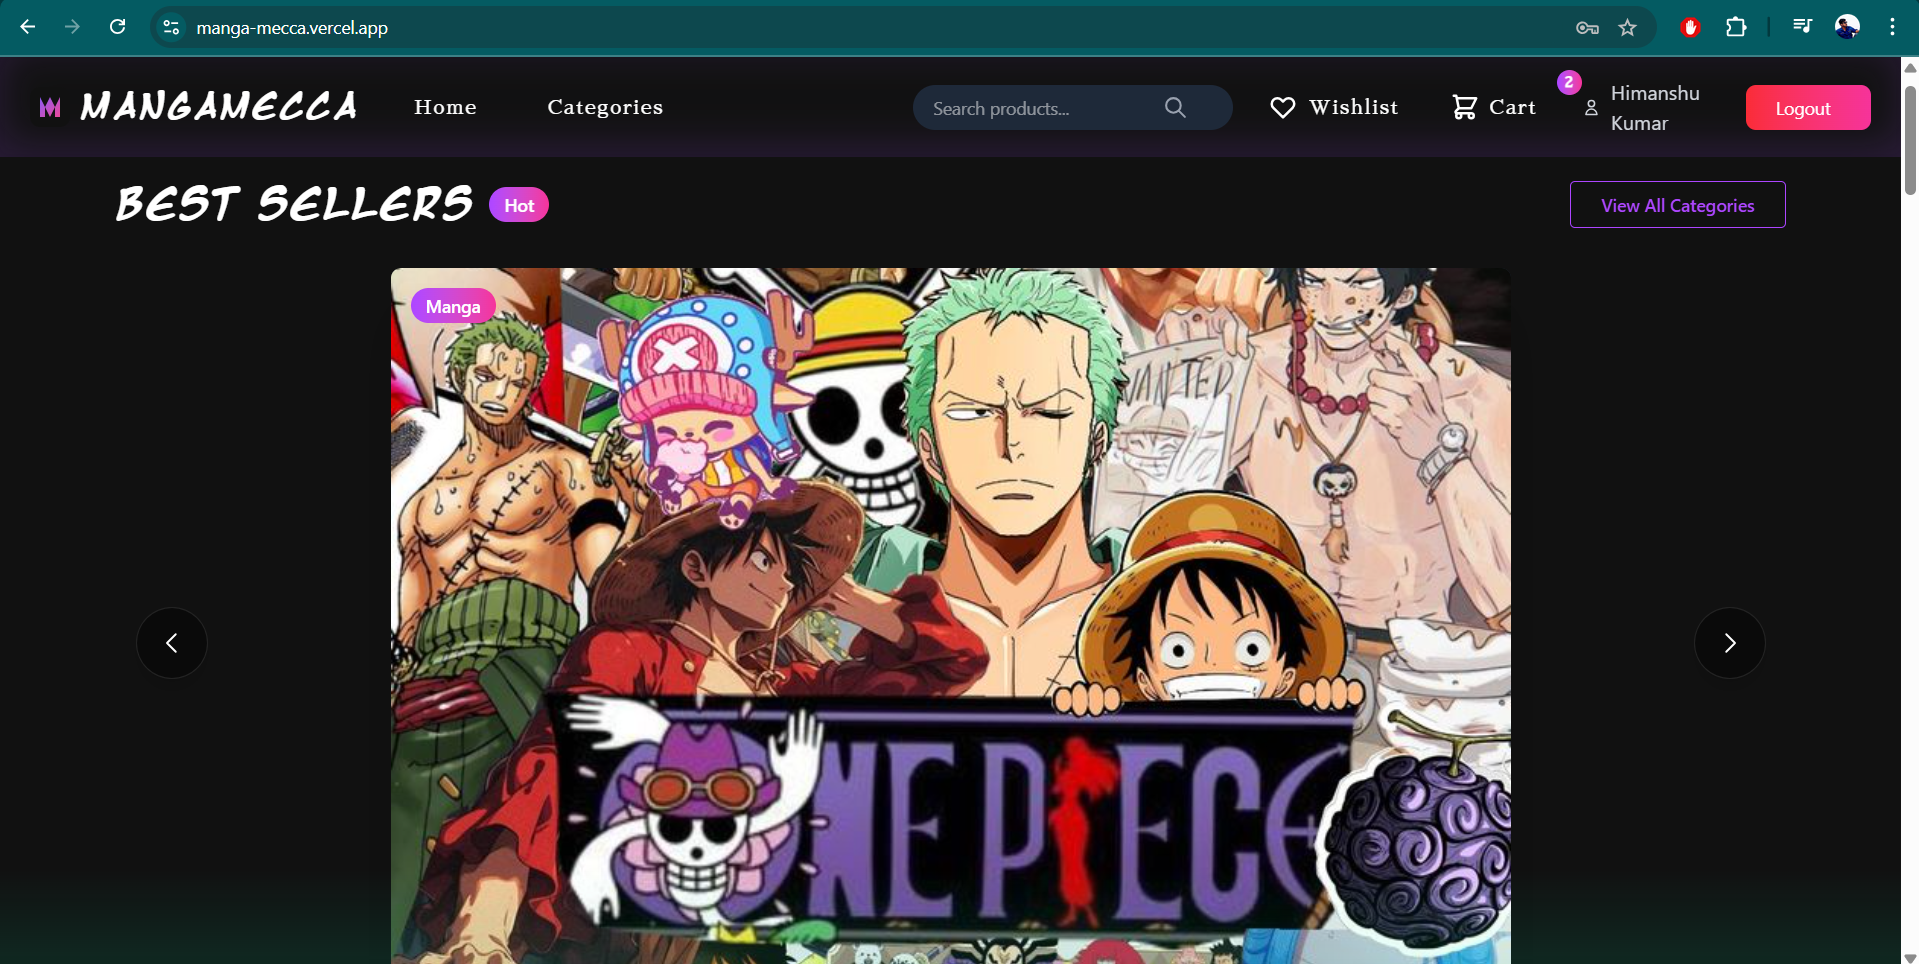 manga-mecca.vercel.app
MANGAMECCA
Home
Categories
Search products...
Wishlist
Cart
2
Himanshu
Kumar
Logout
BEST SELLERS
Hot
View All Categories
Manga
WANTED
ONE PIECE